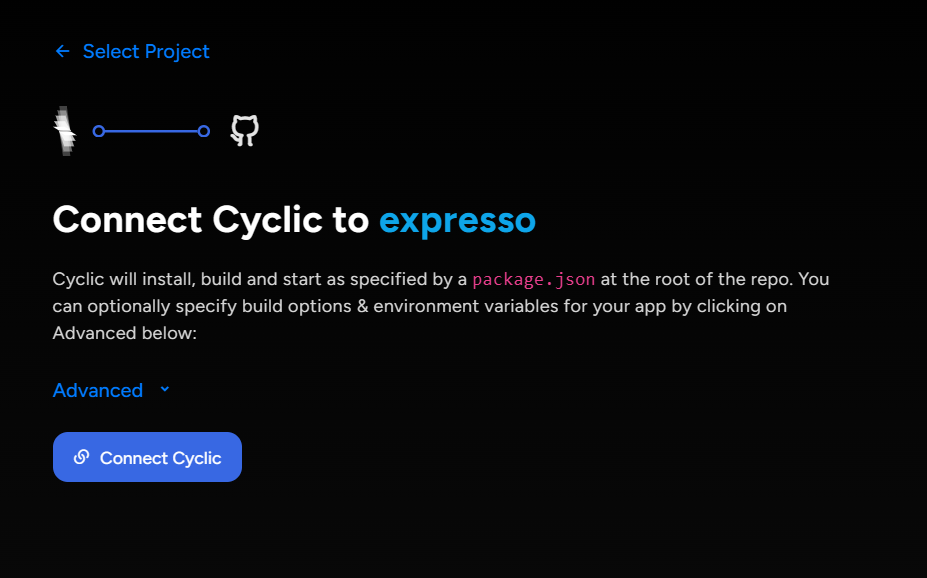 Select Project
Connect Cyclic to expresso
Cyclic will install, build and start as specified by a package.json at the root of the repo. You
can optionally specify build options & environment variables for your app by clicking on
Advanced below:
Advanced
Connect Cyclic